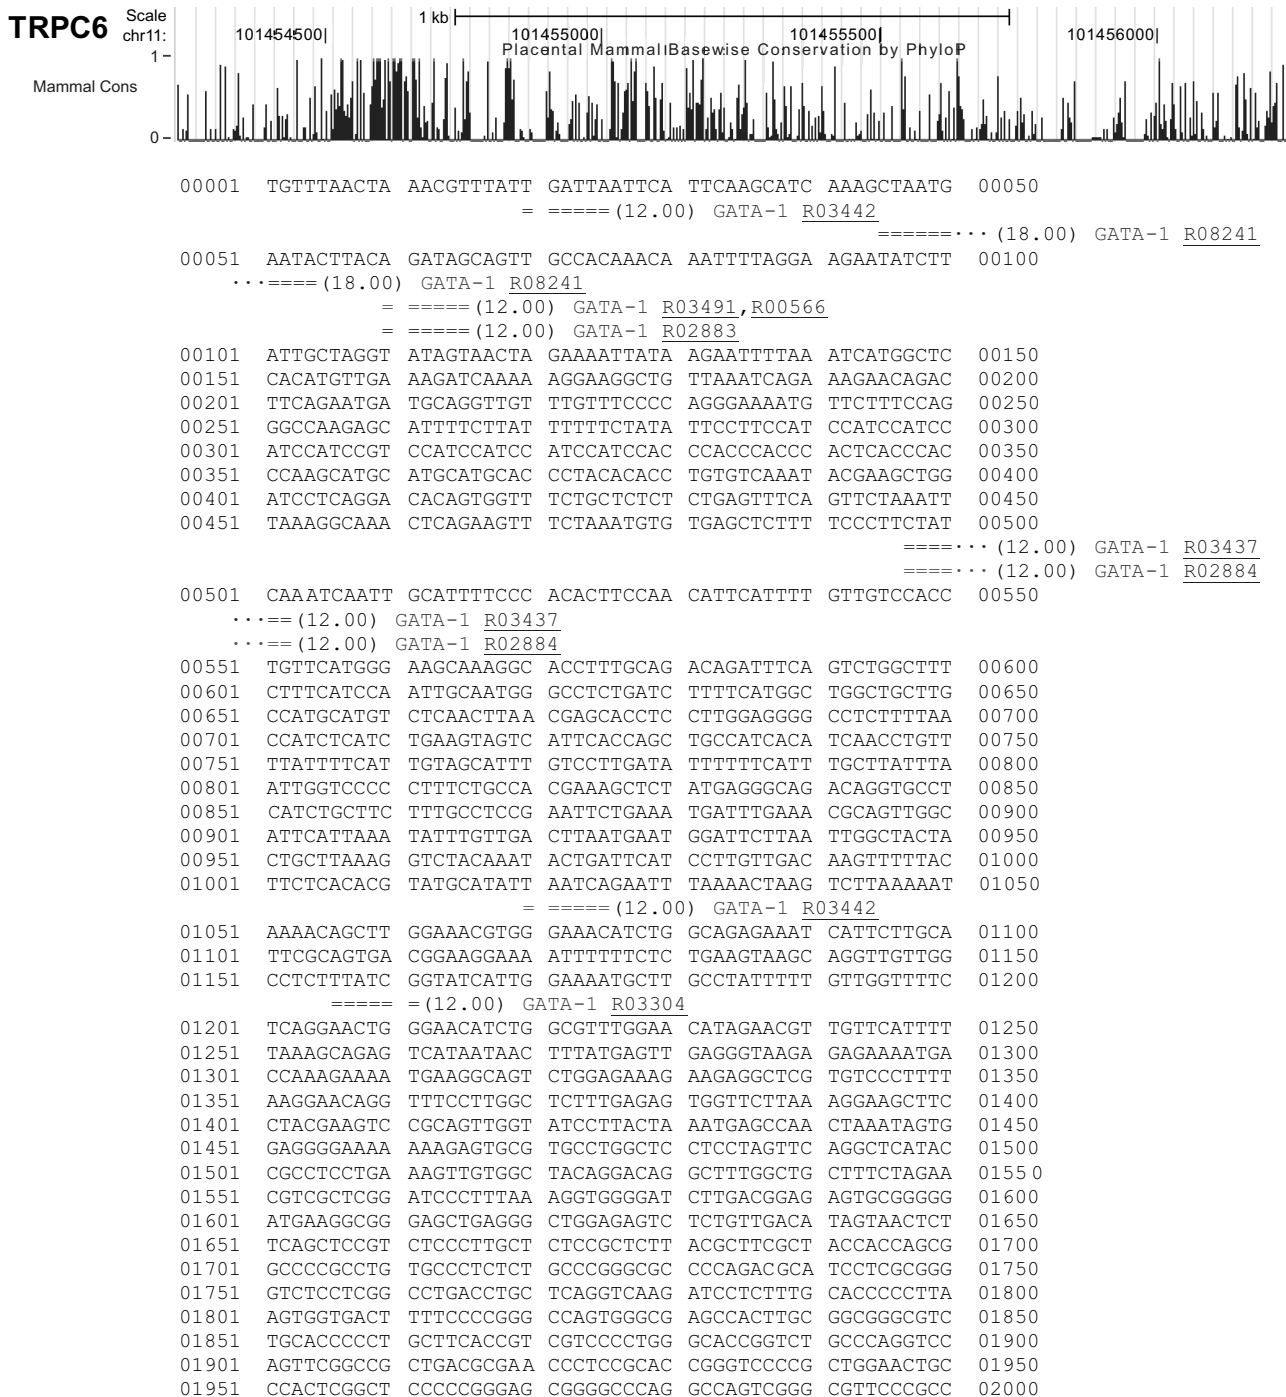 TRPC6
Scale
chr11:
1 kb
101454500
101455000
101455500
101456000
Placental Mammal Basewise Conservation by PhyloP
1
Mammal Cons
0
00001 TGTTTAACTA AACGTTTATT GATTAATTCA TTCAAGCATC AAAGCTAATG 00050
= =====(12.00) GATA-1 R03442
======··· (18.00) GATA-1 R08241
00051 AATACTTACA GATAGCAGTT GCCACAAACA AATTTTAGGA AGAATATCTT 00100
···====(18.00) GATA-1 R08241
= =====(12.00) GATA-1 R03491,R00566
= =====(12.00) GATA-1 R02883
00101 ATTGCTAGGT ATAGTAACTA GAAAATTATA AGAATTTTAA ATCATGGCTC 00150
00151 CACATGTTGA AAGATCAAAA AGGAAGGCTG TTAAATCAGA AAGAACAGAC 00200
00201 TTCAGAATGA TGCAGGTTGT TTGTTTCCCC AGGGAAAATG TTCTTTCCAG 00250
00251 GGCCAAGAGC ATTTTCTTAT TTTTTCTATA TTCCTTCCAT CCATCCATCC 00300
00301 ATCCATCCGT CCATCCATCC ATCCATCCAC CCACCCACCC ACTCACCCAC 00350
00351 CCAAGCATGC ATGCATGCAC CCTACACACC TGTGTCAAAT ACGAAGCTGG 00400
00401 ATCCTCAGGA CACAGTGGTT TCTGCTCTCT CTGAGTTTCA GTTCTAAATT 00450
00451 TAAAGGCAAA CTCAGAAGTT TCTAAATGTG TGAGCTCTTT TCCCTTCTAT 00500
====··· (12.00) GATA-1 R03437
====··· (12.00) GATA-1 R02884
00501 CAAATCAATT GCATTTTCCC ACACTTCCAA CATTCATTTT GTTGTCCACC 00550
···==(12.00) GATA-1 R03437
···==(12.00) GATA-1 R02884
00551 TGTTCATGGG AAGCAAAGGC ACCTTTGCAG ACAGATTTCA GTCTGGCTTT 00600
00601 CTTTCATCCA ATTGCAATGG GCCTCTGATC TTTTCATGGC TGGCTGCTTG 00650
00651 CCATGCATGT CTCAACTTAA CGAGCACCTC CTTGGAGGGG CCTCTTTTAA 00700
00701 CCATCTCATC TGAAGTAGTC ATTCACCAGC TGCCATCACA TCAACCTGTT 00750
00751 TTATTTTCAT TGTAGCATTT GTCCTTGATA TTTTTTCATT TGCTTATTTA 00800
00801 ATTGGTCCCC CTTTCTGCCA CGAAAGCTCT ATGAGGGCAG ACAGGTGCCT 00850
00851 CATCTGCTTC TTTGCCTCCG AATTCTGAAA TGATTTGAAA CGCAGTTGGC 00900
00901 ATTCATTAAA TATTTGTTGA CTTAATGAAT GGATTCTTAA TTGGCTACTA 00950
00951 CTGCTTAAAG GTCTACAAAT ACTGATTCAT CCTTGTTGAC AAGTTTTTAC 01000
01001 TTCTCACACG TATGCATATT AATCAGAATT TAAAACTAAG TCTTAAAAAT 01050
= =====(12.00) GATA-1 R03442
01051 AAAACAGCTT GGAAACGTGG GAAACATCTG GCAGAGAAAT CATTCTTGCA 01100
01101 TTCGCAGTGA CGGAAGGAAA ATTTTTTCTC TGAAGTAAGC AGGTTGTTGG 01150
01151 CCTCTTTATC GGTATCATTG GAAAATGCTT GCCTATTTTT GTTGGTTTTC 01200
===== =(12.00) GATA-1 R03304
01201 TCAGGAACTG GGAACATCTG GCGTTTGGAA CATAGAACGT TGTTCATTTT 01250
01251 TAAAGCAGAG TCATAATAAC TTTATGAGTT GAGGGTAAGA GAGAAAATGA 01300
01301 CCAAAGAAAA TGAAGGCAGT CTGGAGAAAG AAGAGGCTCG TGTCCCTTTT 01350
01351 AAGGAACAGG TTTCCTTGGC TCTTTGAGAG TGGTTCTTAA AGGAAGCTTC 01400
01401 CTACGAAGTC CGCAGTTGGT ATCCTTACTA AATGAGCCAA CTAAATAGTG 01450
01451 GAGGGGAAAA AAAGAGTGCG TGCCTGGCTC CTCCTAGTTC AGGCTCATAC 01500
01501 CGCCTCCTGA AAGTTGTGGC TACAGGACAG GCTTTGGCTG CTTTCTAGAA 01550
01551 CGTCGCTCGG ATCCCTTTAA AGGTGGGGAT CTTGACGGAG AGTGCGGGGG 01600
01601 ATGAAGGCGG GAGCTGAGGG CTGGAGAGTC TCTGTTGACA TAGTAACTCT 01650
01651 TCAGCTCCGT CTCCCTTGCT CTCCGCTCTT ACGCTTCGCT ACCACCAGCG 01700
01701 GCCCCGCCTG TGCCCTCTCT GCCCGGGCGC CCCAGACGCA TCCTCGCGGG 01750
01751 GTCTCCTCGG CCTGACCTGC TCAGGTCAAG ATCCTCTTTG CACCCCCTTA 01800
01801 AGTGGTGACT TTTCCCCGGG CCAGTGGGCG AGCCACTTGC GGCGGGCGTC 01850
01851 TGCACCCCCT GCTTCACCGT CGTCCCCTGG GCACCGGTCT GCCCAGGTCC 01900
01901 AGTTCGGCCG CTGACGCGAA CCCTCCGCAC CGGGTCCCCG CTGGAACTGC 01950
01951 CCACTCGGCT CCCCCGGGAG CGGGGCCCAG GCCAGTCGGG CGTTCCCGCC 02000